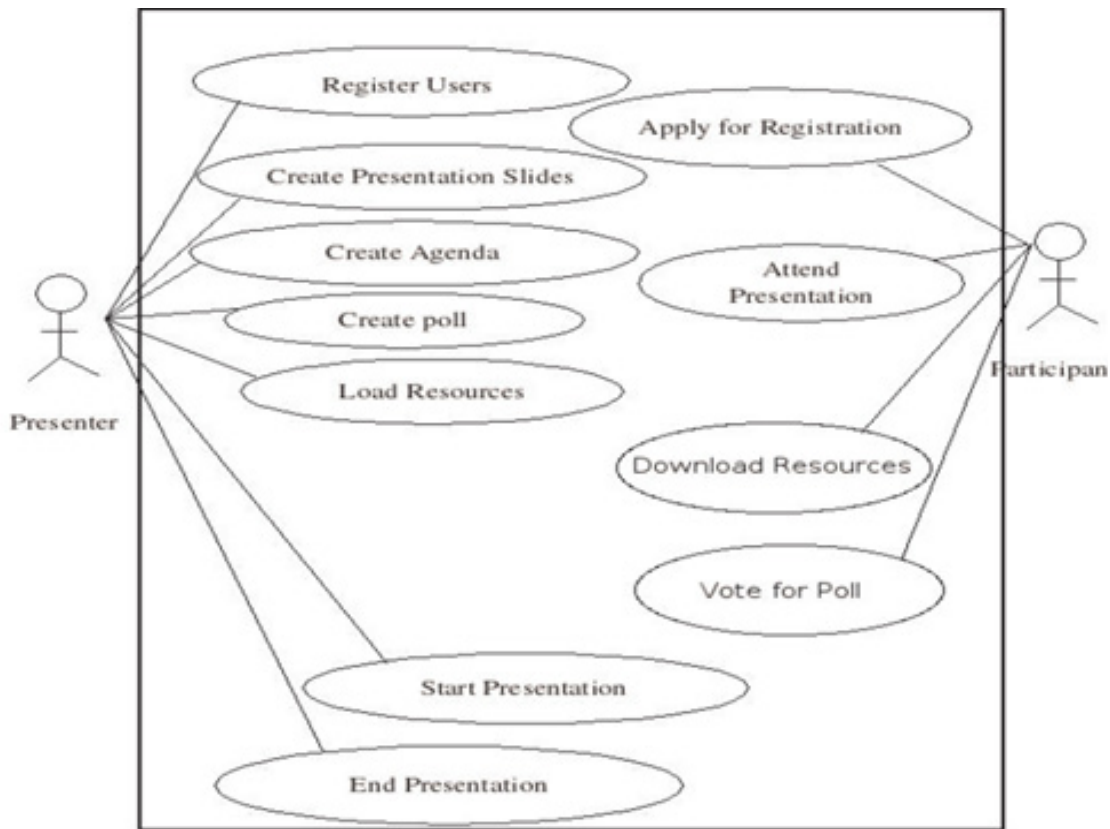 Register Users
Apply for Registration
Create Presentation Slides
Create Agenda
Attend
Presentation
Create poll
Participan
Load Resources
Presenter
Download Resources
Vote for Poll
Start Presentation
End Presentation